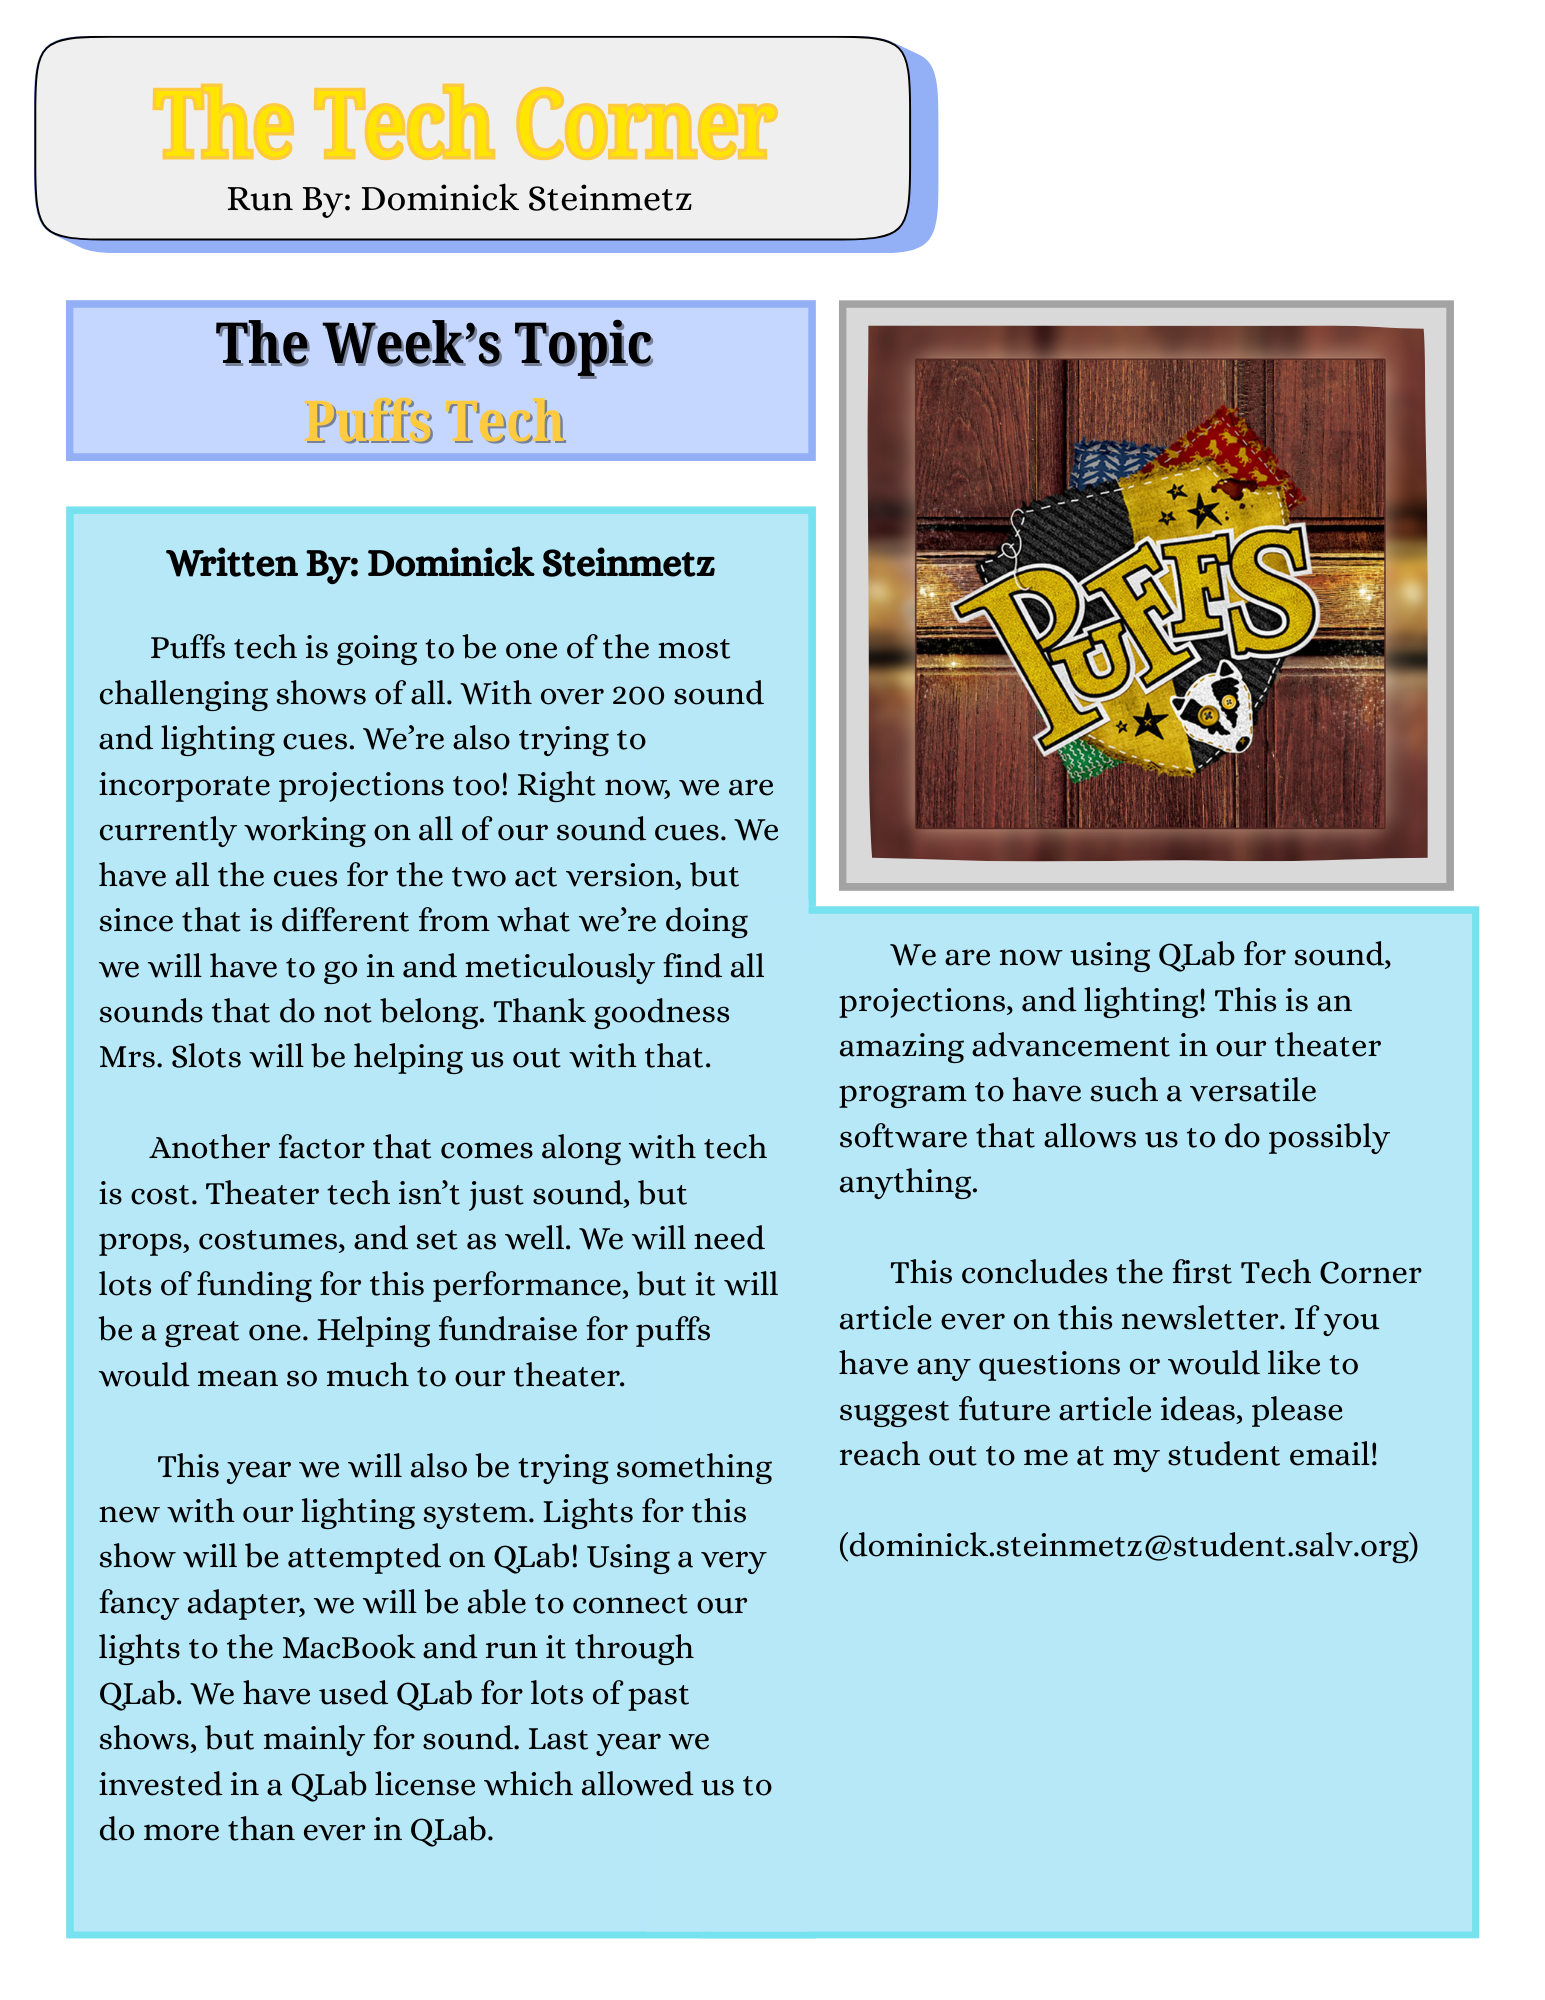 The Tech Corner
Run By: Dominick Steinmetz
The Week’s Topic
Puffs Tech
Written By: Dominick Steinmetz
Puffs tech is going to be one of the most
challenging shows of all. With over 200 sound
and lighting cues. We’re also trying to
incorporate projections too! Right now, we are
currently working on all of our sound cues. We
have all the cues for the two act version, but
since that is different from what we’re doing
we will have to go in and meticulously find all
sounds that do not belong. Thank goodness
Mrs. Slots will be helping us out with that.
Another factor that comes along with tech
is cost. Theater tech isn’t just sound, but
props, costumes, and set as well. We will need
lots of funding for this performance, but it will
be a great one. Helping fundraise for puffs
would mean so much to our theater.
This year we will also be trying something
new with our lighting system. Lights for this
show will be attempted on QLab! Using a very
fancy adapter, we will be able to connect our
lights to the MacBook and run it through
QLab. We have used QLab for lots of past
shows, but mainly for sound. Last year we
invested in a QLab license which allowed us to
do more than ever in QLab.
PUFFS
We are now using QLab for sound,
projections, and lighting! This is an
amazing advancement in our theater
program to have such a versatile
software that allows us to do possibly
anything.
This concludes the first Tech Corner
article ever on this newsletter. If you
have any questions or would like to
suggest future article ideas, please
reach out to me at my student email!
(dominick.steinmetz@student.salv.org)